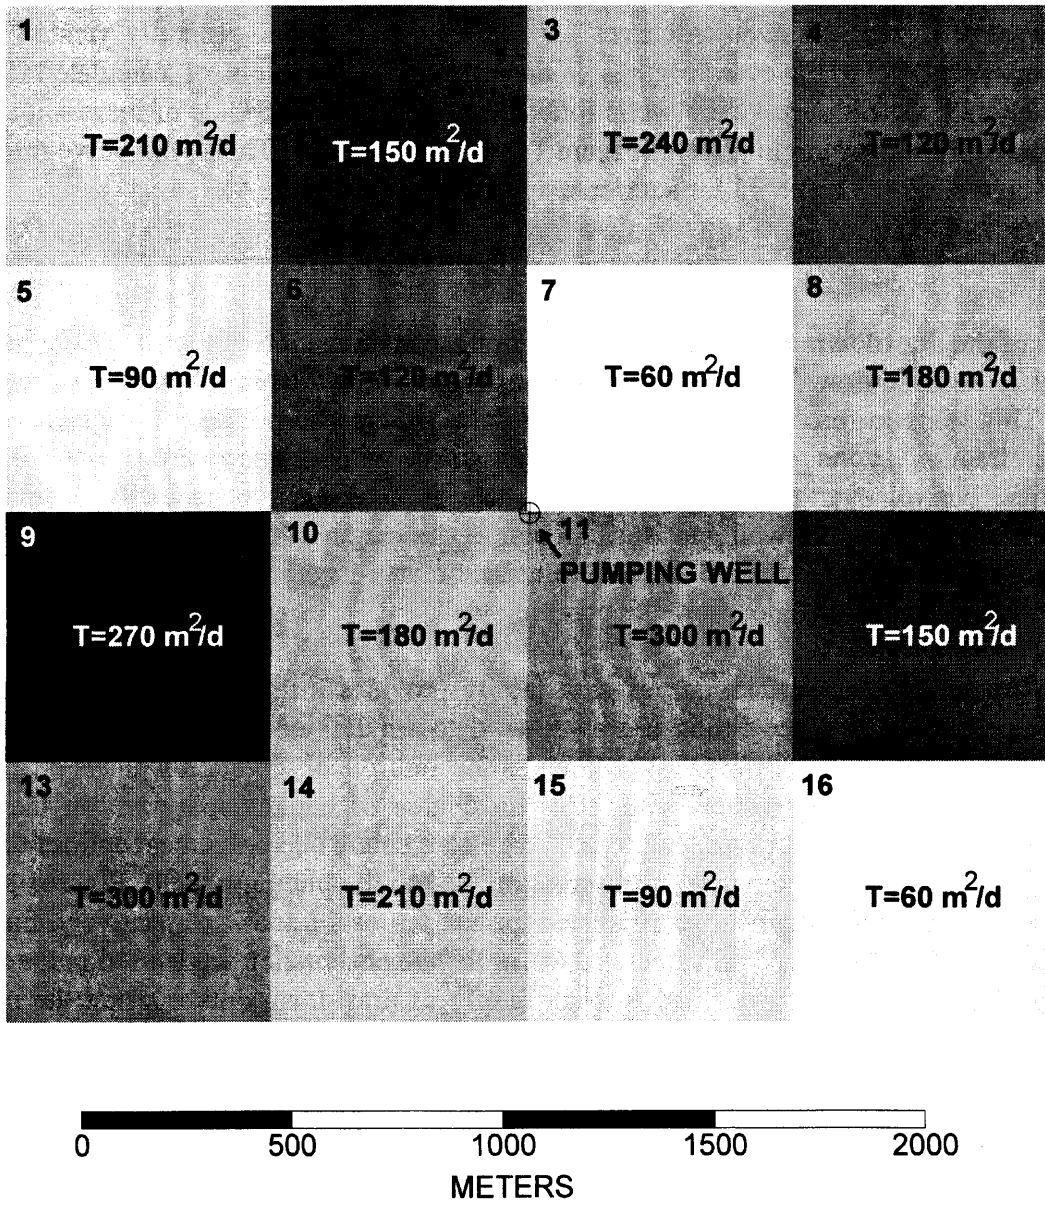 1
3
4
T=210 m²/d
T=150 m²/d
T=240 m²/d
T=120 m²/d
5
6
7
8
T=90 m²/d
T=120 m²/d
T=60 m²/d
T=180 m²/d
9
10
11
PUMPING WELL
T=270 m²/d
T=180 m²/d
T=300 m²/d
T=150 m²/d
13
14
15
16
T=300 m²/d
T=210 m²/d
T=90 m²/d
T=60 m²/d
0 500 1000 1500 2000
METERS